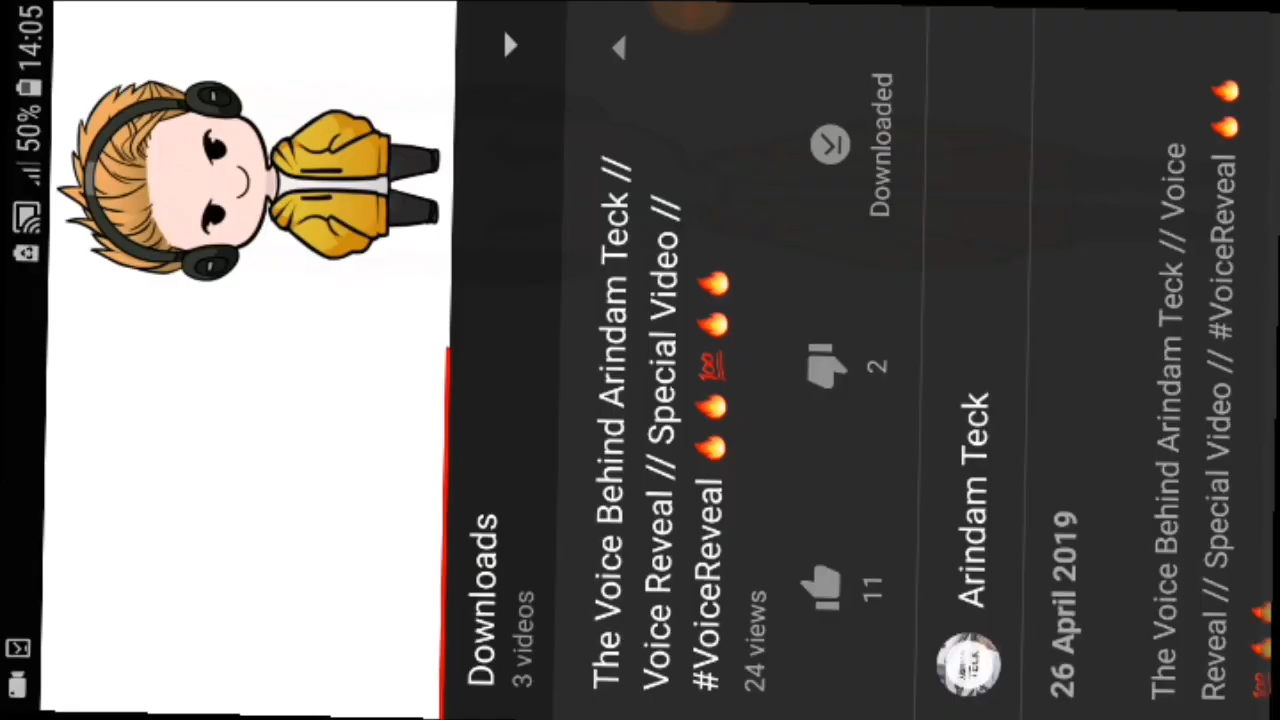 50% 14:05
Downloads
3 videos
The Voice Behind Arindam Teck //
Voice Reveal // Special Video //
#VoiceReveal 🔥🔥💯🔥🔥
24 views
11
2
Downloaded
Arindam Teck
26 April 2019
The Voice Behind Arindam Teck // Voice
Reveal // Special Video // #VoiceReveal 🔥🔥
💯🔥🔥